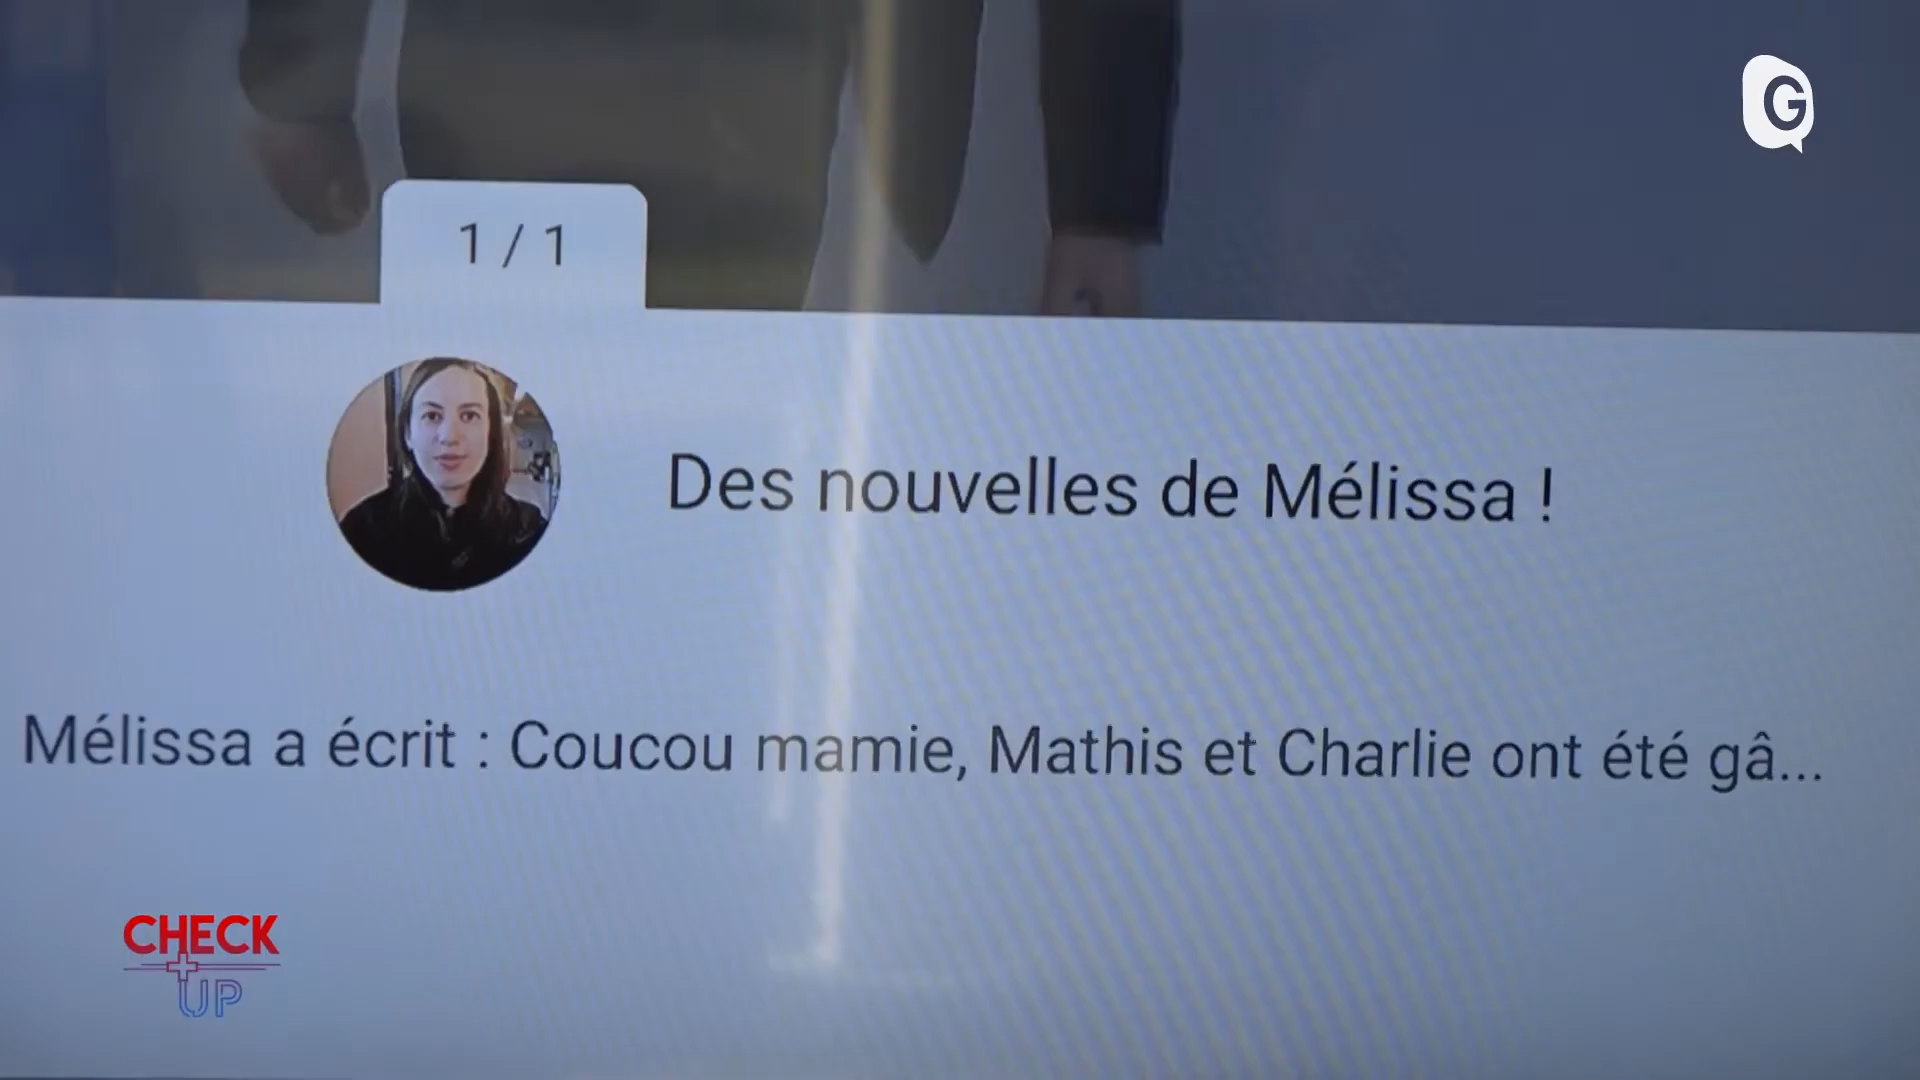 G
1 / 1
Des nouvelles de Mélissa !
Mélissa a écrit : Coucou mamie, Mathis et Charlie ont été gâ...
CHECK
UP